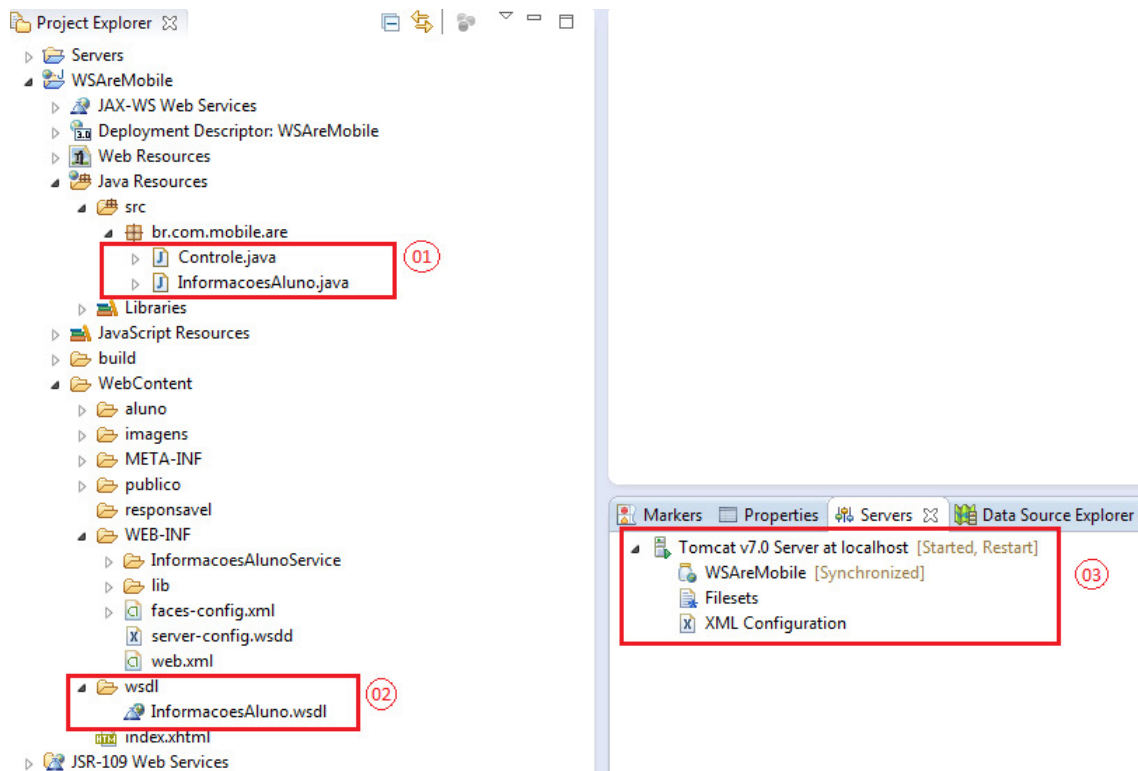 Project Explorer
Servers
WSAreMobile
JAX-WS Web Services
3.0 Deployment Descriptor: WSAreMobile
Web Resources
Java Resources
src
br.com.mobile.are
Controle.java
01
InformacoesAluno.java
Libraries
JavaScript Resources
build
WebContent
aluno
imagens
META-INF
publico
responsavel
WEB-INF
InformacoesAlunoService
lib
faces-config.xml
server-config.wsdd
web.xml
wsdl
02
InformacoesAluno.wsdl
index.xhtml
JSR-109 Web Services
Markers Properties Servers Data Source Explorer
Tomcat v7.0 Server at localhost [Started, Restart]
WSAreMobile [Synchronized]
03
Filesets
XML Configuration